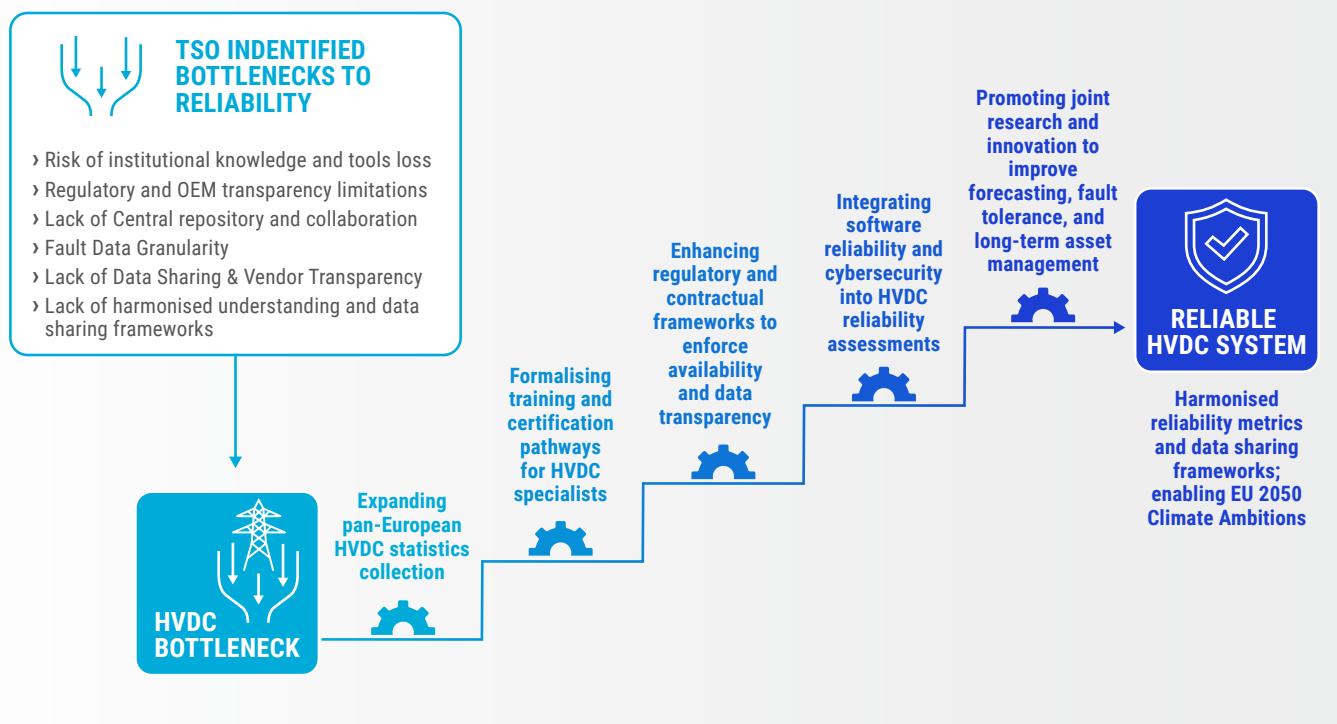 TSO INDENTIFIED
BOTTLENECKS TO
RELIABILITY
› Risk of institutional knowledge and tools loss
› Regulatory and OEM transparency limitations
› Lack of Central repository and collaboration
› Fault Data Granularity
› Lack of Data Sharing & Vendor Transparency
› Lack of harmonised understanding and data
sharing frameworks
HVDC
BOTTLENECK
Expanding
pan-European
HVDC statistics
collection
Formalising
training and
certification
pathways
for HVDC
specialists
Enhancing
regulatory and
contractual
frameworks to
enforce
availability
and data
transparency
Integrating
software
reliability and
cybersecurity
into HVDC
reliability
assessments
Promoting joint
research and
innovation to
improve
forecasting, fault
tolerance, and
long-term asset
management
RELIABLE
HVDC SYSTEM
Harmonised
reliability metrics
and data sharing
frameworks;
enabling EU 2050
Climate Ambitions